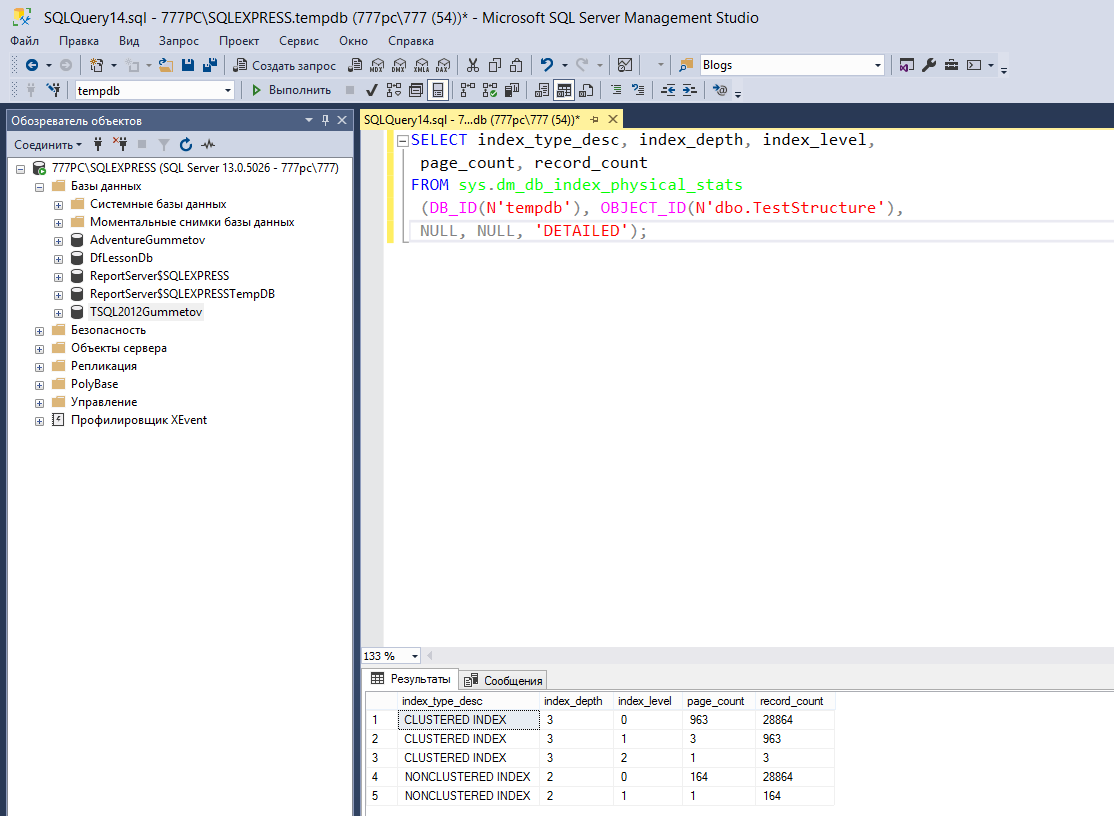 SQLQuery14.sql - 777PC\SQLEXPRESS.tempdb (777pc\777 (54))* - Microsoft SQL Server Management Studio
Файл Правка Вид Запрос Проект Сервис Окно Справка
Создать запрос MDX DMX XMLA DAX Blogs
tempdb Выполнить
Обозреватель объектов
Соединить
777PC\SQLEXPRESS (SQL Server 13.0.5026 - 777pc\777)
Базы данных
Системные базы данных
Моментальные снимки базы данных
AdventureGummetov
DfLessonDb
ReportServer$SQLEXPRESS
ReportServer$SQLEXPRESSTempDB
TSQL2012Gummetov
Безопасность
Объекты сервера
Репликация
PolyBase
Управление
Профилировщик XEvent
SQLQuery14.sql - 7...db (777pc\777 (54))*
SELECT index_type_desc, index_depth, index_level,
page_count, record_count
FROM sys.dm_db_index_physical_stats
(DB_ID(N'tempdb'), OBJECT_ID(N'dbo.TestStructure'),
NULL, NULL, 'DETAILED');
133 %
Результаты Сообщения
index_type_desc index_depth index_level page_count record_count
1 CLUSTERED INDEX 3 0 963 28864
2 CLUSTERED INDEX 3 1 3 963
3 CLUSTERED INDEX 3 2 1 3
4 NONCLUSTERED INDEX 2 0 164 28864
5 NONCLUSTERED INDEX 2 1 1 164